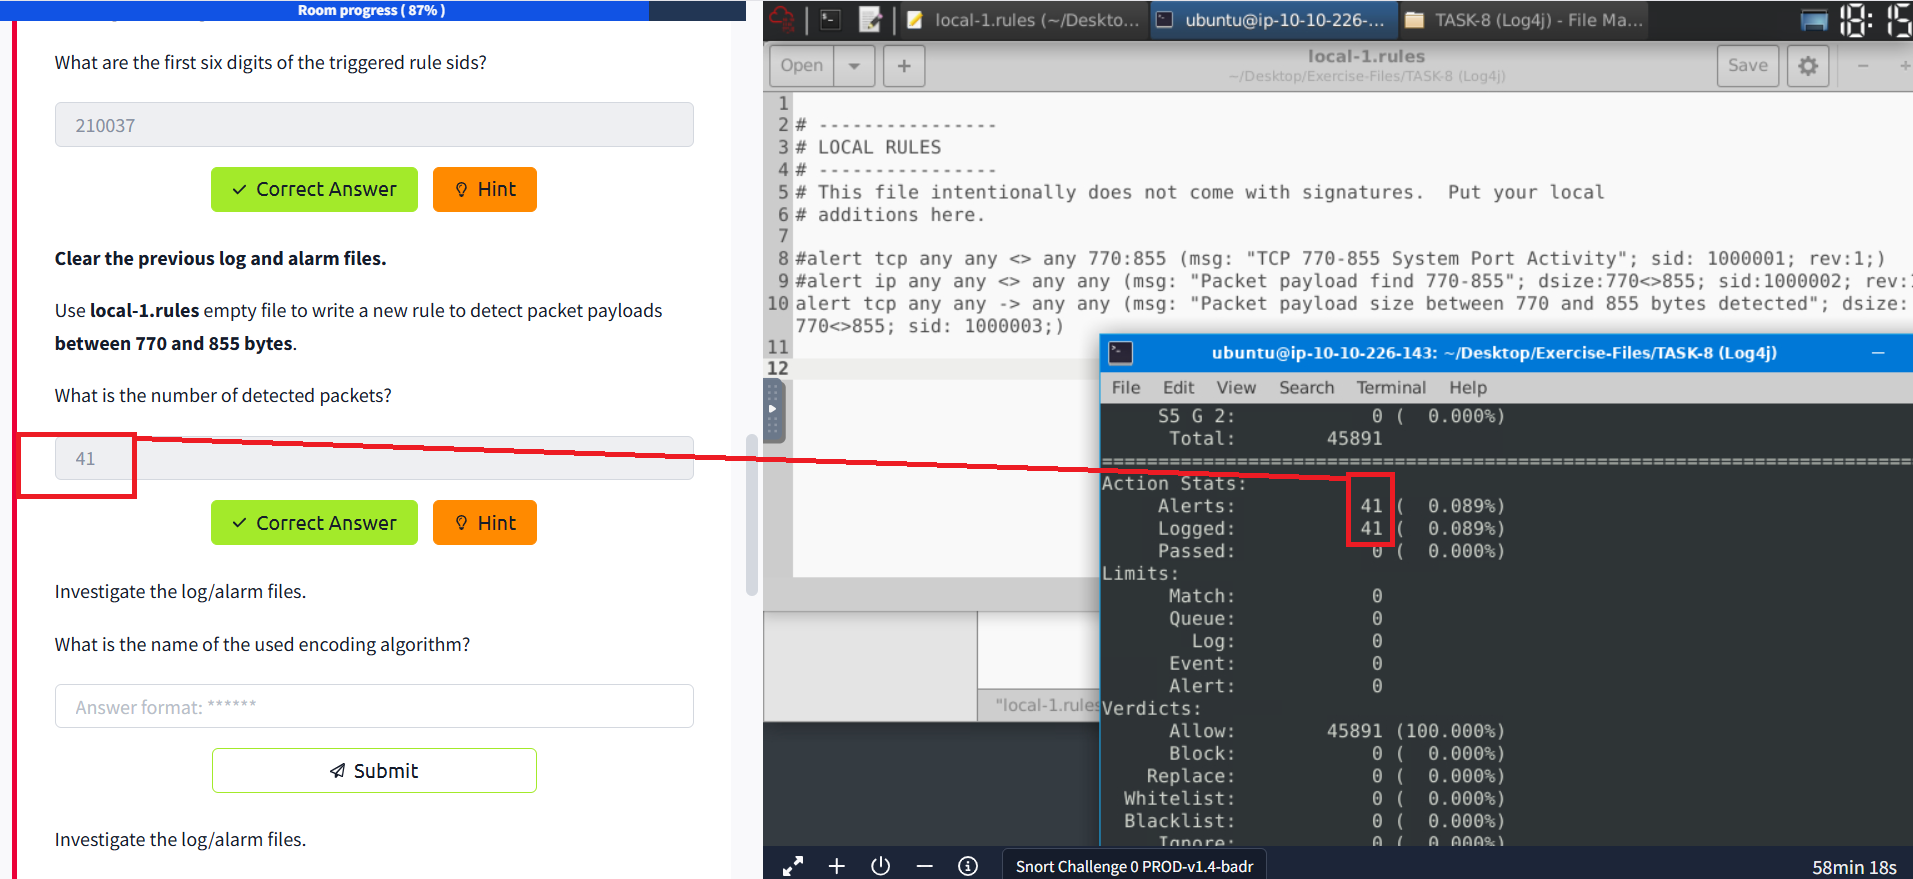 Room progress ( 87% )
What are the first six digits of the triggered rule sids?
210037
Correct Answer
Hint
Clear the previous log and alarm files.
Use local-1.rules empty file to write a new rule to detect packet payloads
between 770 and 855 bytes.
What is the number of detected packets?
41
Correct Answer
Hint
Investigate the log/alarm files.
What is the name of the used encoding algorithm?
Answer format: ******
Submit
Investigate the log/alarm files.
local-1.rules (~/Deskto...
ubuntu@ip-10-10-226-...
TASK-8 (Log4j) - File Ma...
18: 15
Open
local-1.rules
~/Desktop/Exercise-Files/TASK-8 (Log4j)
Save
1
2 # ----------------
3 # LOCAL RULES
4 # ----------------
5 # This file intentionally does not come with signatures.  Put your local
6 # additions here.
7
8 #alert tcp any any <> any 770:855 (msg: "TCP 770-855 System Port Activity"; sid: 1000001; rev:1;)
9 #alert ip any any <> any any (msg: "Packet payload find 770-855"; dsize:770<>855; sid:1000002; rev:
10 alert tcp any any -> any any (msg: "Packet payload size between 770 and 855 bytes detected"; dsize:
770<>855; sid: 1000003;)
11
12
"local-1.rules
ubuntu@ip-10-10-226-143: ~/Desktop/Exercise-Files/TASK-8 (Log4j)
File Edit View Search Terminal Help
S5 G 2: 0 ( 0.000%)
Total: 45891
================================================================================
Action Stats:
Alerts: 41 ( 0.089%)
Logged: 41 ( 0.089%)
Passed: 0 ( 0.000%)
Limits:
Match: 0
Queue: 0
Log: 0
Event: 0
Alert: 0
Verdicts:
Allow: 45891 (100.000%)
Block: 0 ( 0.000%)
Replace: 0 ( 0.000%)
Whitelist: 0 ( 0.000%)
Blacklist: 0 ( 0.000%)
Ignore: 0 ( 0.000%)
Snort Challenge 0 PROD-v1.4-badr
58min 18s